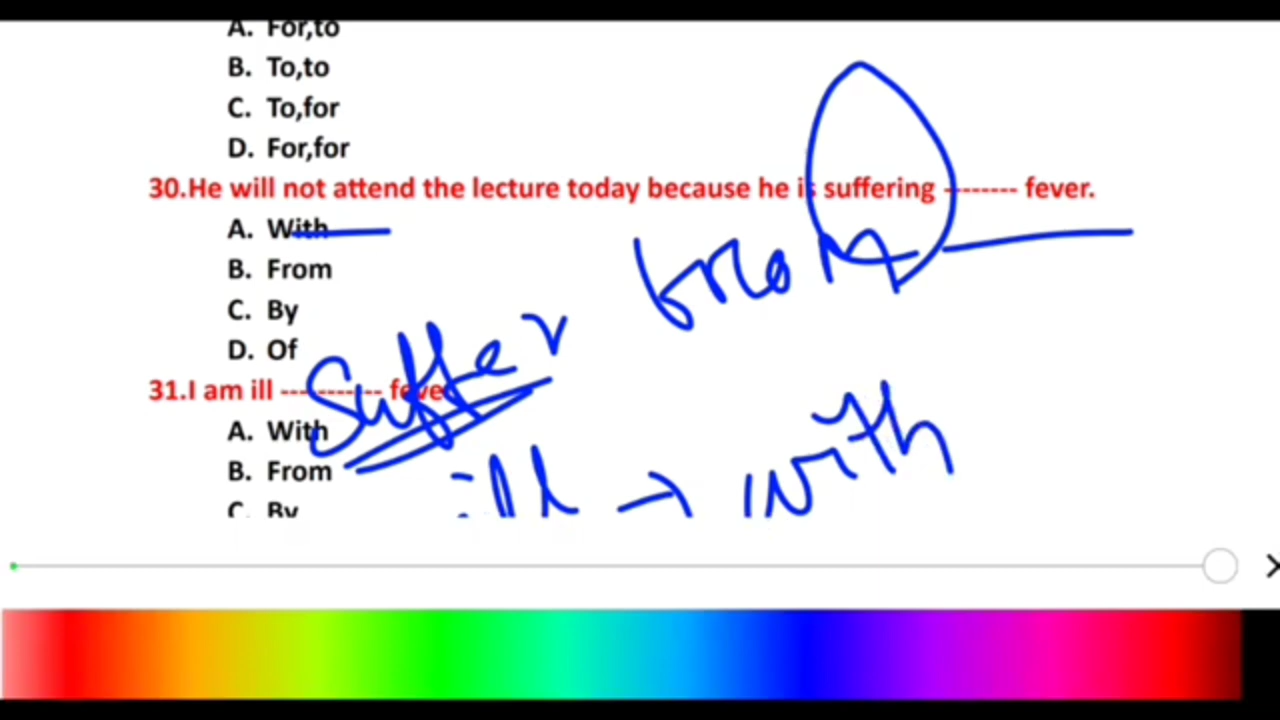 A. For,to
B. To,to
C. To,for
D. For,for
30.He will not attend the lecture today because he is suffering -------- fever.
A. With
B. From
C. By
D. Of
from
Suffer
31.I am ill ----------- fever
A. With
B. From
ill → with
C. By